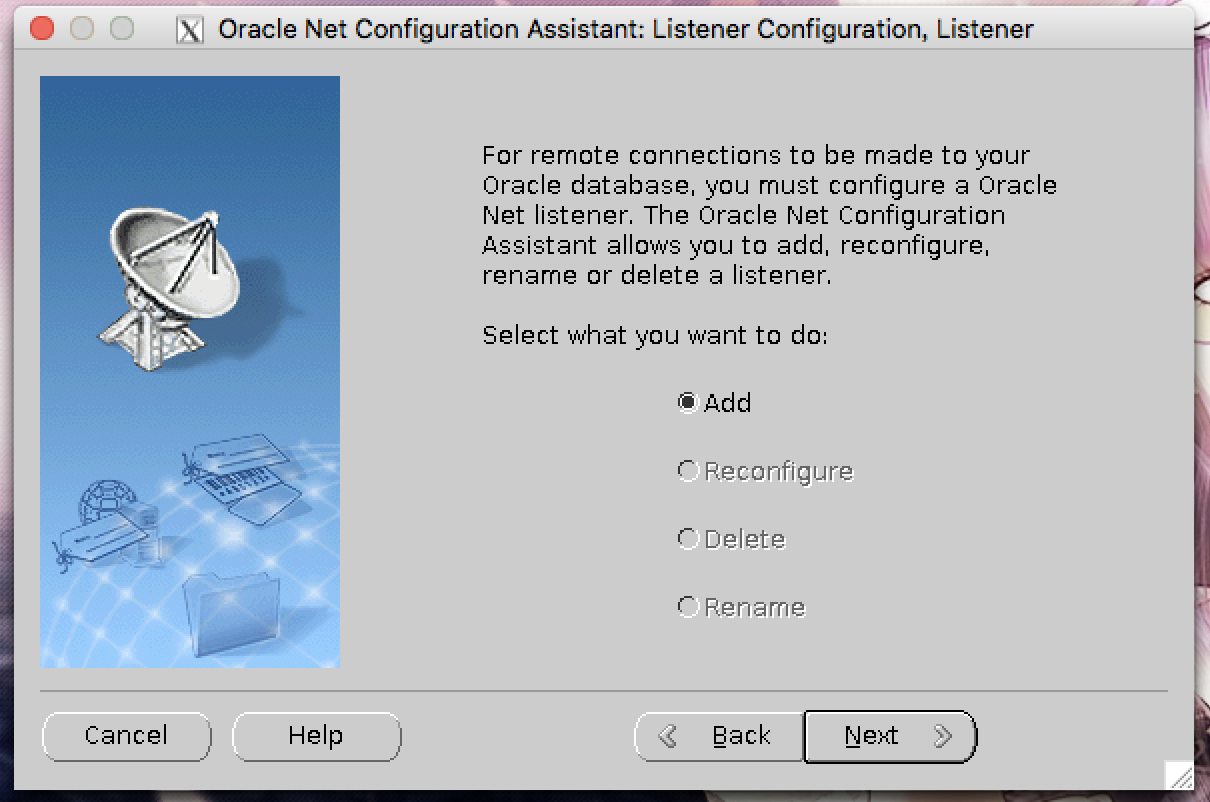 Oracle Net Configuration Assistant: Listener Configuration, Listener
For remote connections to be made to your
Oracle database, you must configure a Oracle
Net listener. The Oracle Net Configuration
Assistant allows you to add, reconfigure,
rename or delete a listener.
Select what you want to do:
Add
Reconfigure
Delete
Rename
Cancel Help Back Next